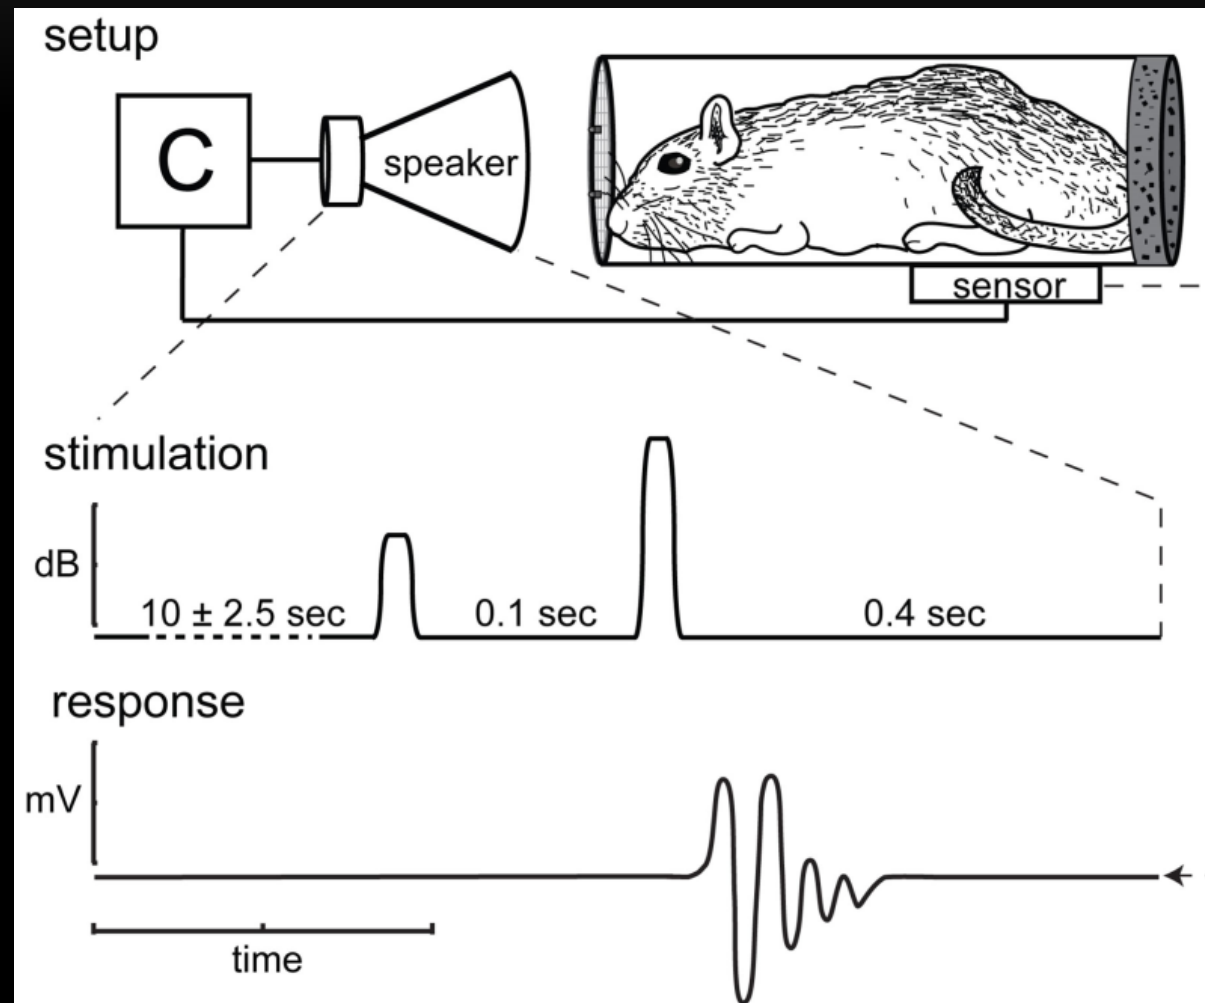 setup
C
speaker
sensor
stimulation
dB
10 ± 2.5 sec
0.1 sec
0.4 sec
response
mV
time